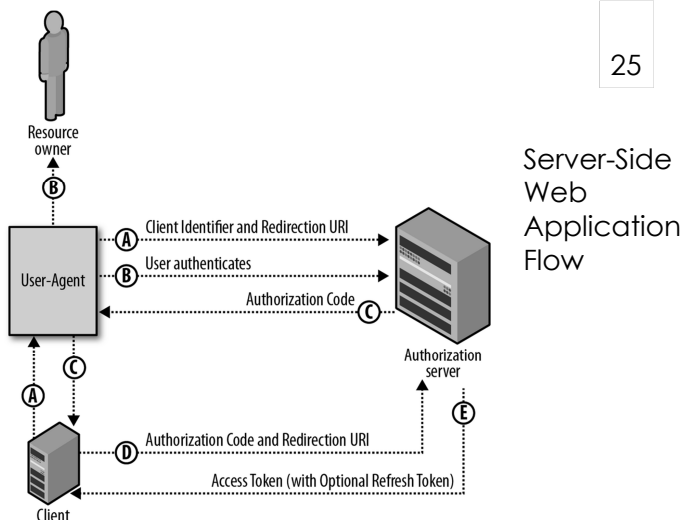 25
Server-Side
Web
Application
Flow
Resource
owner
B
A
Client Identifier and Redirection URI
B
User authenticates
User-Agent
Authorization Code
C
Authorization
server
C
A
E
D
Authorization Code and Redirection URI
Access Token (with Optional Refresh Token)
Client